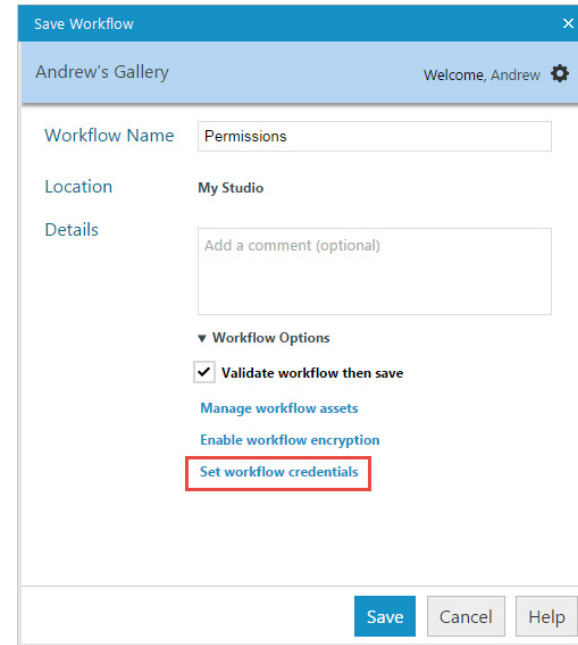 Save Workflow ×
Andrew's Gallery Welcome, Andrew
Workflow Name Permissions
Location My Studio
Details
Add a comment (optional)
▼ Workflow Options
Validate workflow then save
Manage workflow assets
Enable workflow encryption
Set workflow credentials
Save Cancel Help